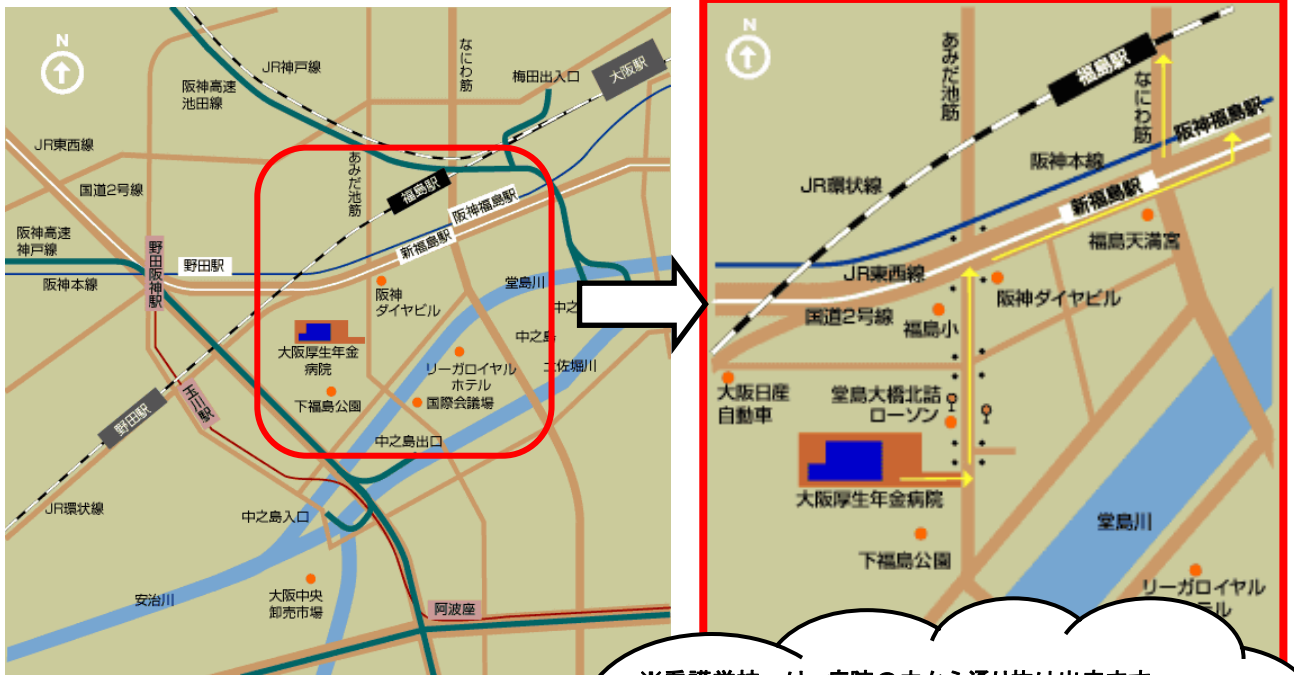 N
JR神戸線
なにわ筋
大阪駅
梅田出入口
阪神高速
池田線
JR東西線
国道2号線
あみだ池筋
福島駅
阪神福島駅
新福島駅
阪神高速
神戸線
野田阪神駅
野田駅
阪神本線
阪神
ダイヤビル
堂島川
中之島
土佐堀川
大阪厚生年金
病院
リーガロイヤル
ホテル
下福島公園
国際会議場
玉川駅
野田駅
中之島出口
JR環状線
中之島入口
安治川
大阪中央
卸売市場
阿波座
N
あみだ池筋
福島駅
なにわ筋
阪神福島駅
阪神本線
JR環状線
新福島駅
福島天満宮
JR東西線
阪神ダイヤビル
国道2号線
福島小
大阪日産
自動車
堂島大橋北詰
ローソン
大阪厚生年金病院
堂島川
下福島公園
リーガロイヤル
テル